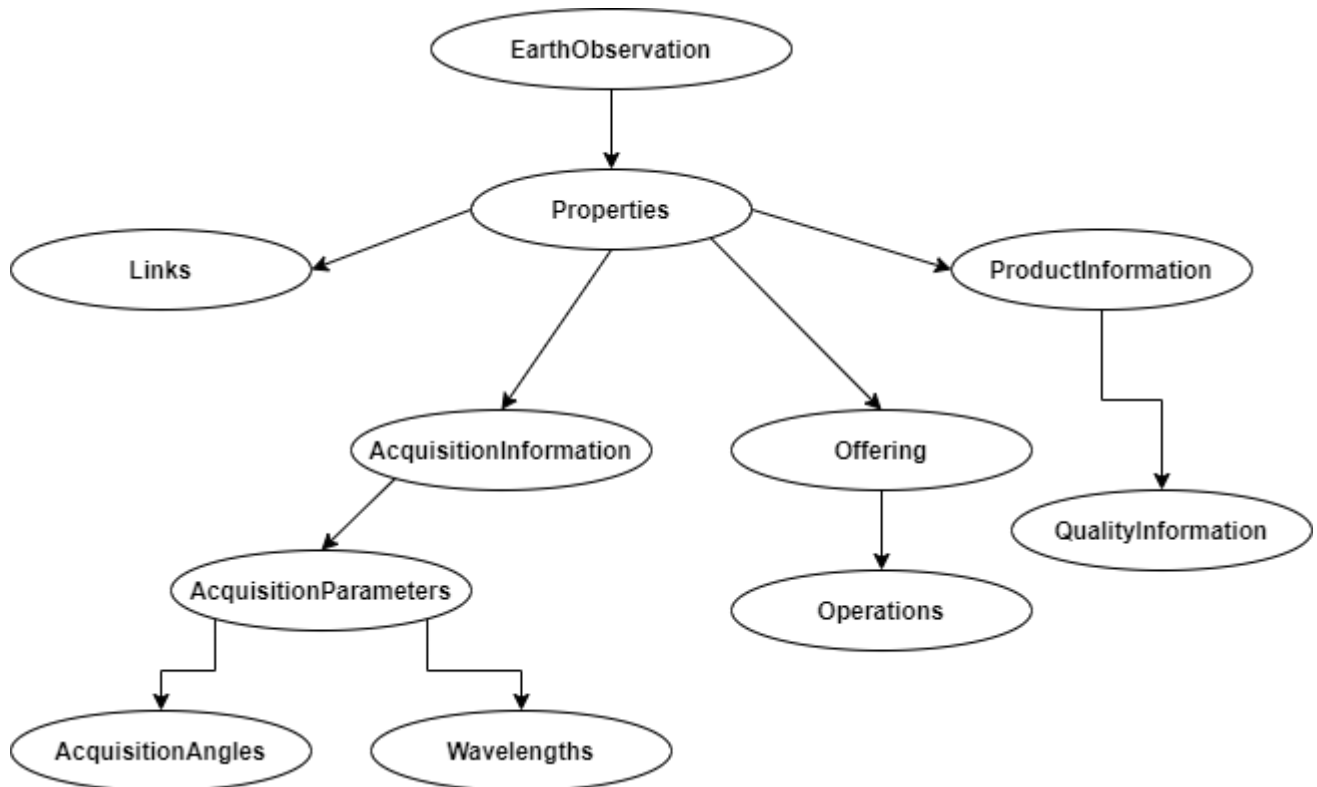 EarthObservation
Properties
Links
ProductInformation
AcquisitionInformation
Offering
QualityInformation
AcquisitionParameters
Operations
AcquisitionAngles
Wavelengths